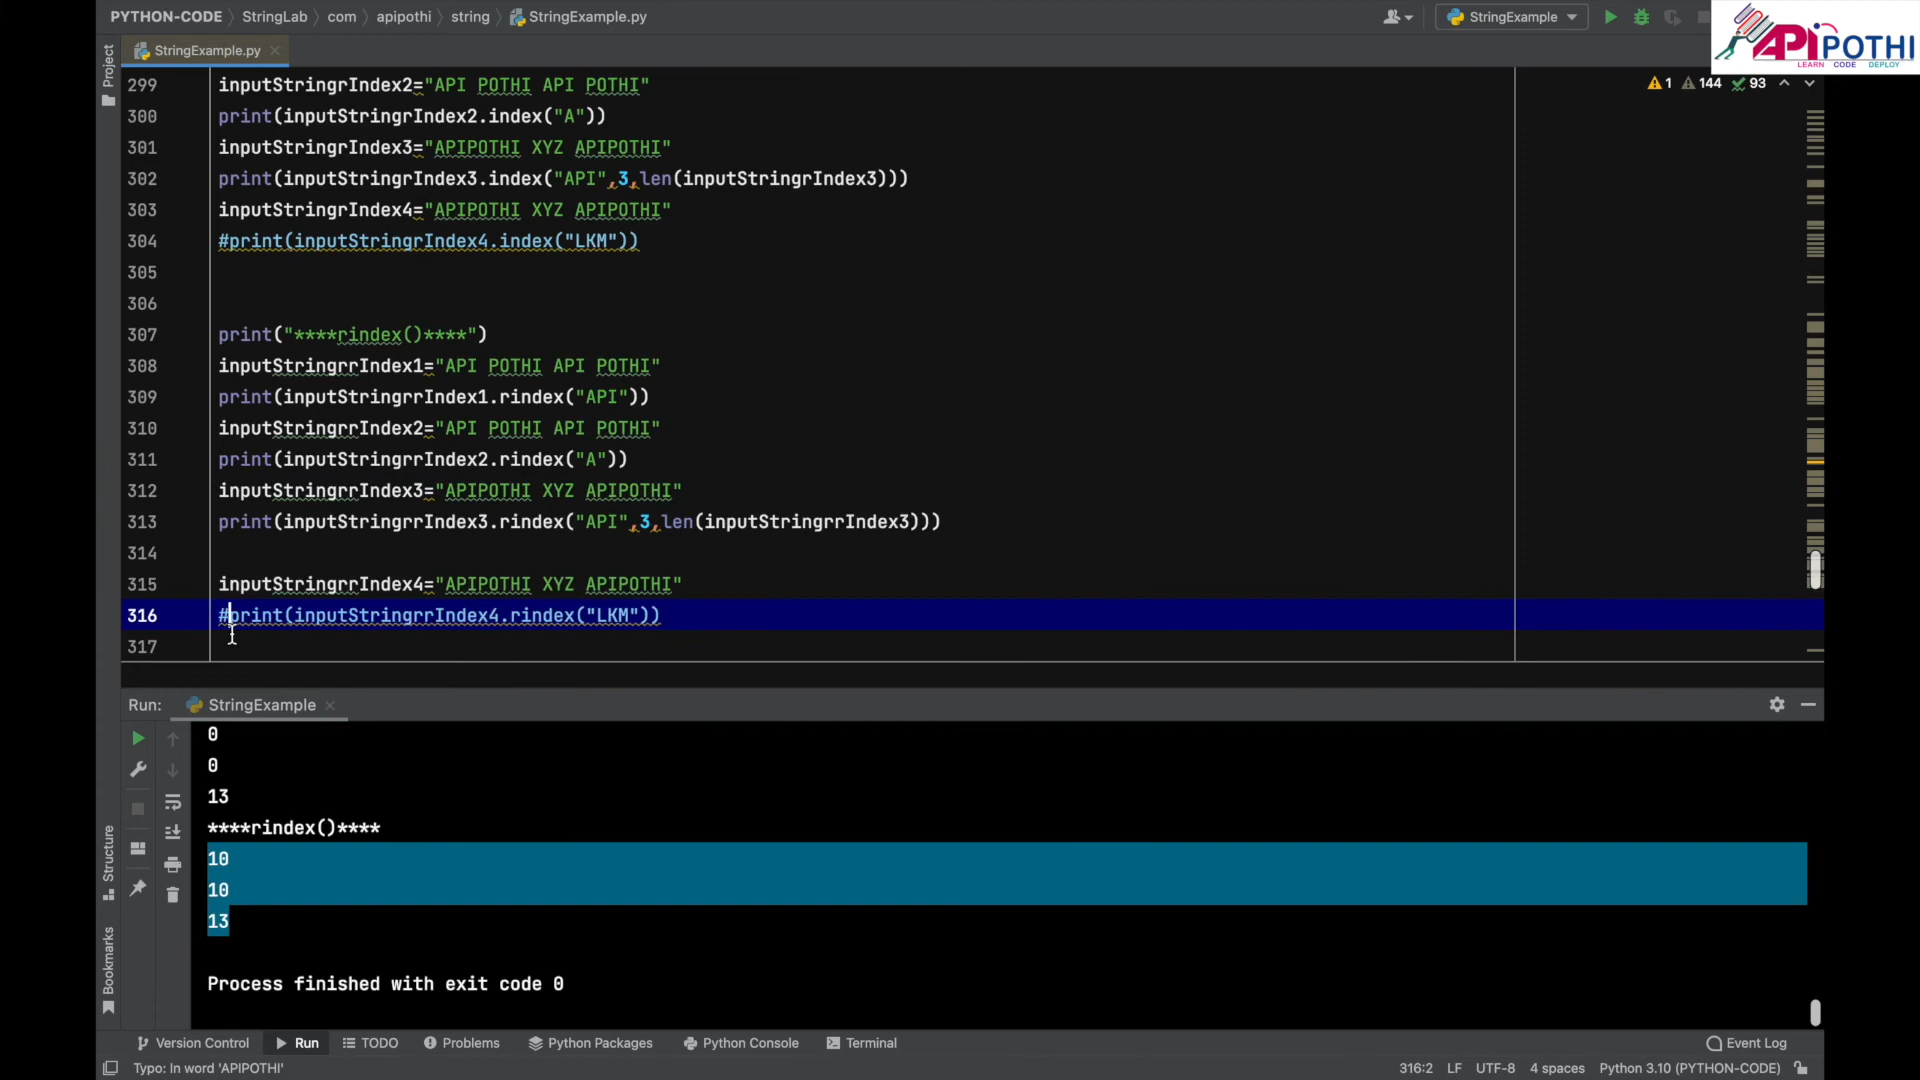 PYTHON-CODE StringLab com apipothi string StringExample.py
StringExample
APIPOTHI
LEARN CODE DEPLOY
Project
StringExample.py
1 144 93
299 inputStringrIndex2="API POTHI API POTHI"
300 print(inputStringrIndex2.index("A"))
301 inputStringrIndex3="APIPOTHI XYZ APIPOTHI"
302 print(inputStringrIndex3.index("API",3,len(inputStringrIndex3)))
303 inputStringrIndex4="APIPOTHI XYZ APIPOTHI"
304 #print(inputStringrIndex4.index("LKM"))
305
306
307 print("****rindex()****")
308 inputStringrrIndex1="API POTHI API POTHI"
309 print(inputStringrrIndex1.rindex("API"))
310 inputStringrrIndex2="API POTHI API POTHI"
311 print(inputStringrrIndex2.rindex("A"))
312 inputStringrrIndex3="APIPOTHI XYZ APIPOTHI"
313 print(inputStringrrIndex3.rindex("API",3,len(inputStringrrIndex3)))
314
315 inputStringrrIndex4="APIPOTHI XYZ APIPOTHI"
316 #print(inputStringrrIndex4.rindex("LKM"))
317
Run: StringExample
0
0
13
****rindex()****
10
10
13
Process finished with exit code 0
Structure
Bookmarks
Version Control Run TODO Problems Python Packages Python Console Terminal Event Log
Typo: In word 'APIPOTHI' 316:2 LF UTF-8 4 spaces Python 3.10 (PYTHON-CODE)